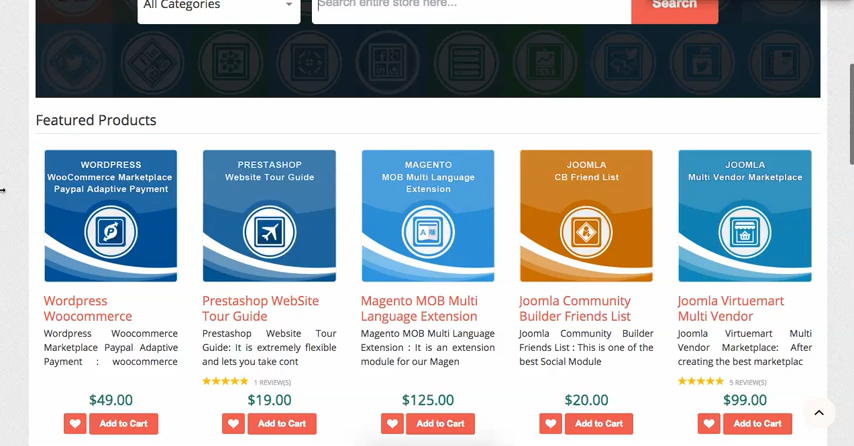 All Categories
Search entire store here...
Search
Featured Products
WORDPRESS
WooCommerce Marketplace
Paypal Adaptive Payment
PRESTASHOP
Website Tour Guide
MAGENTO
MOB Multi Language
Extension
JOOMLA
CB Friend List
JOOMLA
Multi Vendor Marketplace
Wordpress
Woocommerce
Prestashop WebSite
Tour Guide
Magento MOB Multi
Language Extension
Joomla Community
Builder Friends List
Joomla Virtuemart
Multi Vendor
Wordpress Woocommerce
Marketplace Paypal Adaptive
Payment : woocommerce
Prestashop Website Tour
Guide: It is extremely flexible
and lets you take cont
Magento MOB Multi Language
Extension : It is an extension
module for our Magen
Joomla Community Builder
Friends List : This is one of the
best Social Module
Joomla Virtuemart Multi
Vendor Marketplace: After
creating the best marketplac
1 REVIEW(S)
5 REVIEW(S)
$49.00
$19.00
$125.00
$20.00
$99.00
Add to Cart
Add to Cart
Add to Cart
Add to Cart
Add to Cart